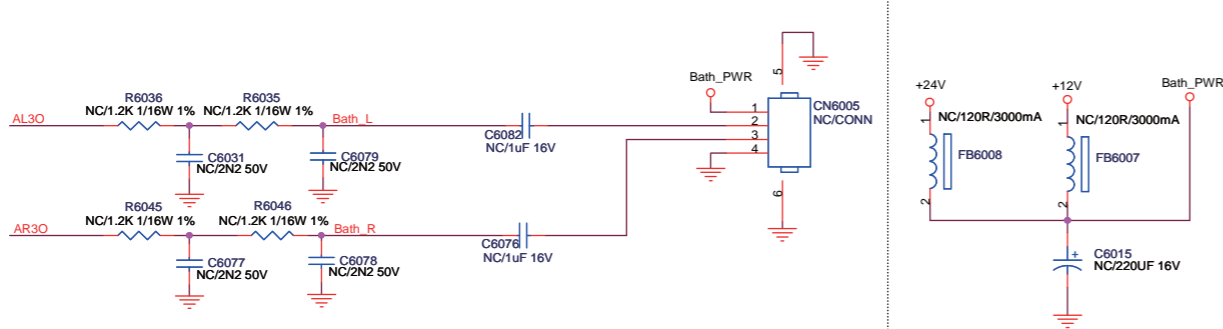 R6036
NC/1.2K 1/16W 1%
R6035
NC/1.2K 1/16W 1%
AL3O
Bath_L
C6031
NC/2N2 50V
C6079
NC/2N2 50V
C6082
NC/1uF 16V
R6045
NC/1.2K 1/16W 1%
R6046
NC/1.2K 1/16W 1%
AR3O
Bath_R
C6077
NC/2N2 50V
C6078
NC/2N2 50V
C6076
NC/1uF 16V
Bath_PWR
5
1
2
3
4
6
CN6005
NC/CONN
+24V
+12V
Bath_PWR
1
NC/120R/3000mA
FB6008
2
1
NC/120R/3000mA
FB6007
2
+
C6015
NC/220UF 16V